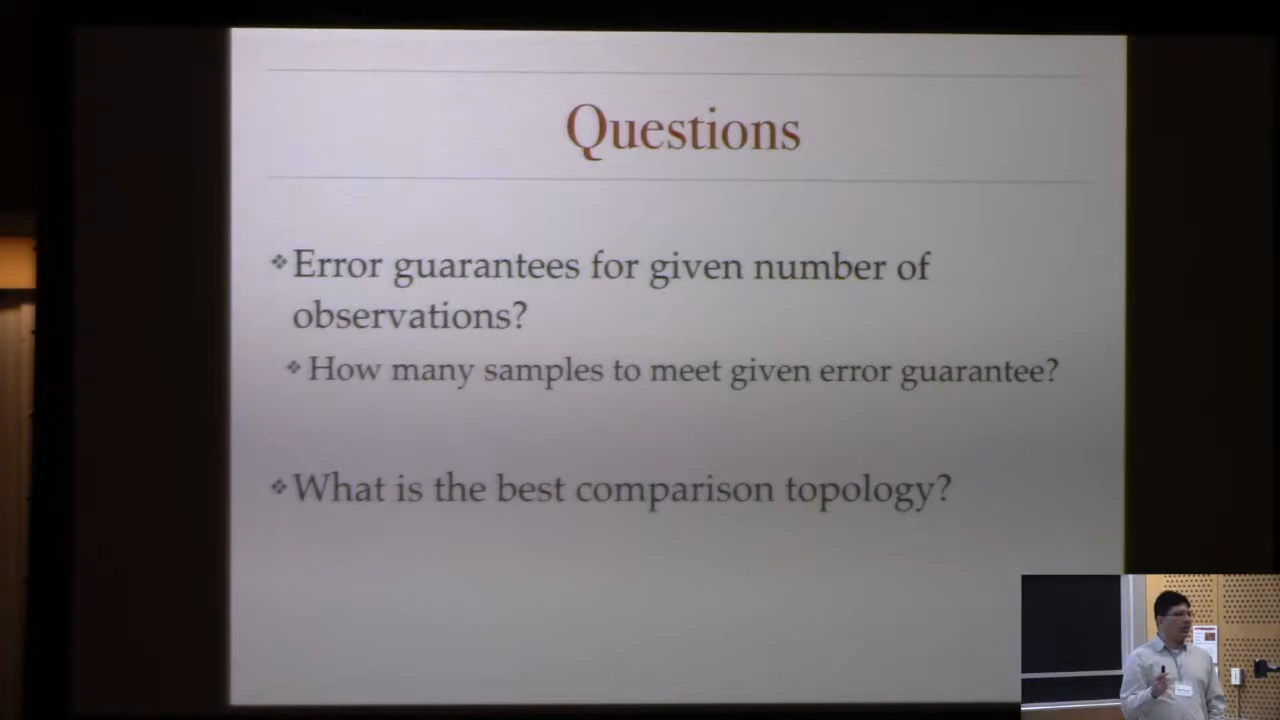 Questions
❖Error guarantees for given number of
observations?
❖How many samples to meet given error guarantee?
❖What is the best comparison topology?